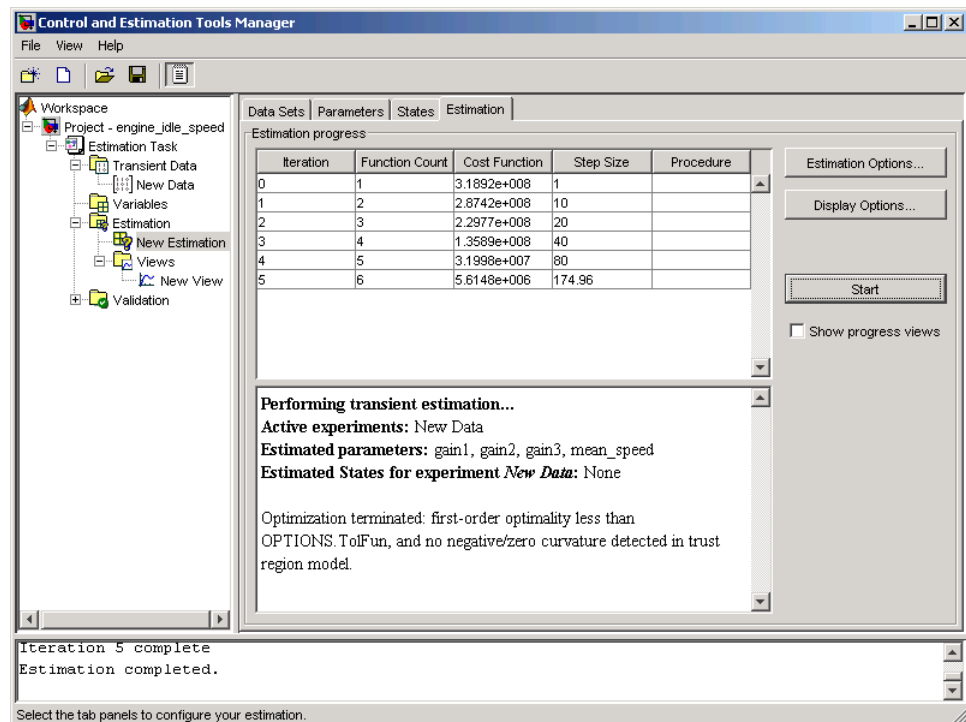 Control and Estimation Tools Manager
File View Help
Workspace
Project - engine_idle_speed
Estimation Task
Transient Data
New Data
Variables
Estimation
New Estimation
Views
New View
Validation
Data Sets Parameters States Estimation
Estimation progress
Iteration Function Count Cost Function Step Size Procedure
0 1 3.1892e+008 1
1 2 2.8742e+008 10
2 3 2.2977e+008 20
3 4 1.3589e+008 40
4 5 3.1998e+007 80
5 6 5.6148e+006 174.96
Estimation Options...
Display Options...
Start
Show progress views
Performing transient estimation...
Active experiments: New Data
Estimated parameters: gain1, gain2, gain3, mean_speed
Estimated States for experiment New Data: None
Optimization terminated: first-order optimality less than
OPTIONS.TolFun, and no negative/zero curvature detected in trust
region model.
Iteration 5 complete
Estimation completed.
Select the tab panels to configure your estimation.